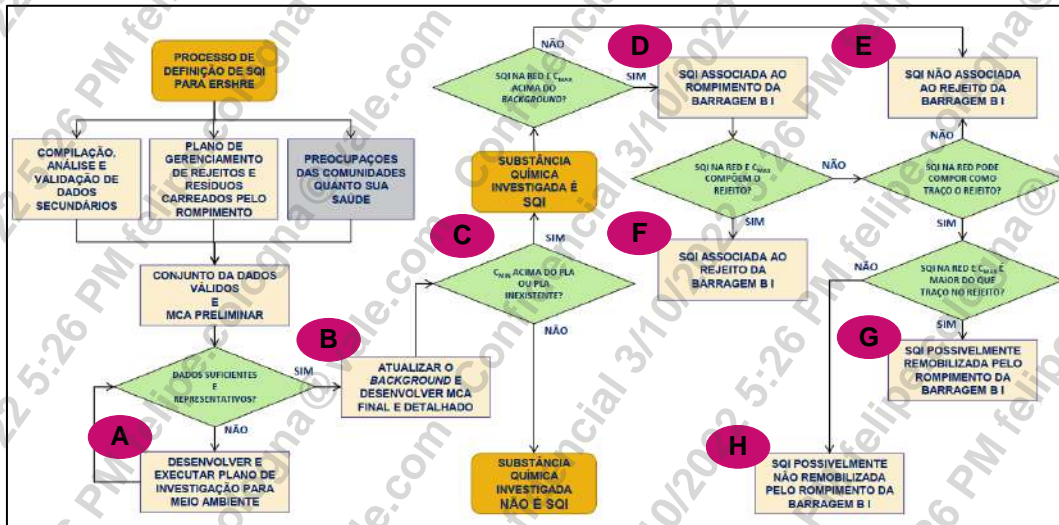 PROCESSO DE
DEFINIÇÃO DE SQI
PARA ERSHRE
COMPILAÇÃO,
ANÁLISE E
VALIDAÇÃO DE
DADOS
SECUNDÁRIOS
PLANO DE
GERENCIAMENTO
DE REJEITOS E
RESÍDUOS
CARREADOS PELO
ROMPIMENTO
PREOCUPAÇOES
DAS COMUNIDADES
QUANTO SUA
SAÚDE
CONJUNTO DA DADOS
VÁLIDOS
E
MCA PRELIMINAR
DADOS SUFICIENTES
E
REPRESENTATIVOS?
SIM
NÃO
A
DESENVOLVER E
EXECUTAR PLANO DE
INVESTIGAÇÃO PARA
MEIO AMBIENTE
B
ATUALIZAR O
BACKGROUND E
DESENVOLVER MCA
FINAL E DETALHADO
C
CMIN ACIMA DO PLA
OU PLA
INEXISTENTE?
SIM
NÃO
SUBSTÂNCIA
QUÍMICA
INVESTIGADA
NÃO É SQI
SUBSTÂNCIA
QUÍMICA
INVESTIGADA É
SQI
SQI NA RED E CMAX
ACIMA DO
BACKGROUND?
NÃO
SIM
D
SQI ASSOCIADA AO
ROMPIMENTO DA
BARRAGEM B I
SQI NA RED E CMAX
COMPÕEM O
REJEITO?
NÃO
SIM
F
SQI ASSOCIADA AO
REJEITO DA
BARRAGEM B I
E
SQI NÃO ASSOCIADA
AO REJEITO DA
BARRAGEM B I
NÃO
SQI NA RED PODE
COMPOR COMO
TRAÇO O REJEITO?
SIM
SQI NA RED E CMAX É
MAIOR DO QUE
TRAÇO NO REJEITO?
NÃO
SIM
G
SQI POSSIVELMENTE
REMOBILIZADA PELO
ROMPIMENTO DA
BARRAGEM B I
H
SQI POSSIVELMENTE
NÃO REMOBILIZADA
PELO ROMPIMENTO DA
BARRAGEM B I